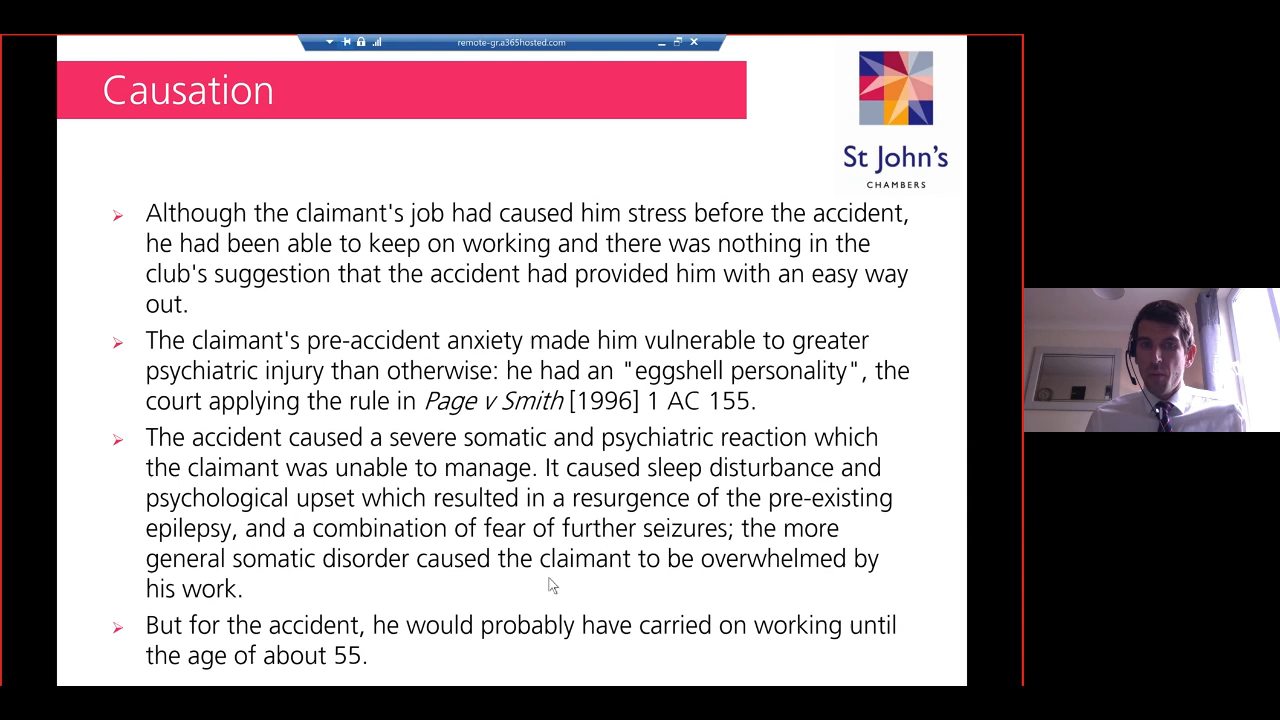 remote-gr.a365hosted.com
Causation
St John's
CHAMBERS
Although the claimant's job had caused him stress before the accident,
he had been able to keep on working and there was nothing in the
club's suggestion that the accident had provided him with an easy way
out.
The claimant's pre-accident anxiety made him vulnerable to greater
psychiatric injury than otherwise: he had an "eggshell personality", the
court applying the rule in Page v Smith [1996] 1 AC 155.
The accident caused a severe somatic and psychiatric reaction which
the claimant was unable to manage. It caused sleep disturbance and
psychological upset which resulted in a resurgence of the pre-existing
epilepsy, and a combination of fear of further seizures; the more
general somatic disorder caused the claimant to be overwhelmed by
his work.
But for the accident, he would probably have carried on working until
the age of about 55.